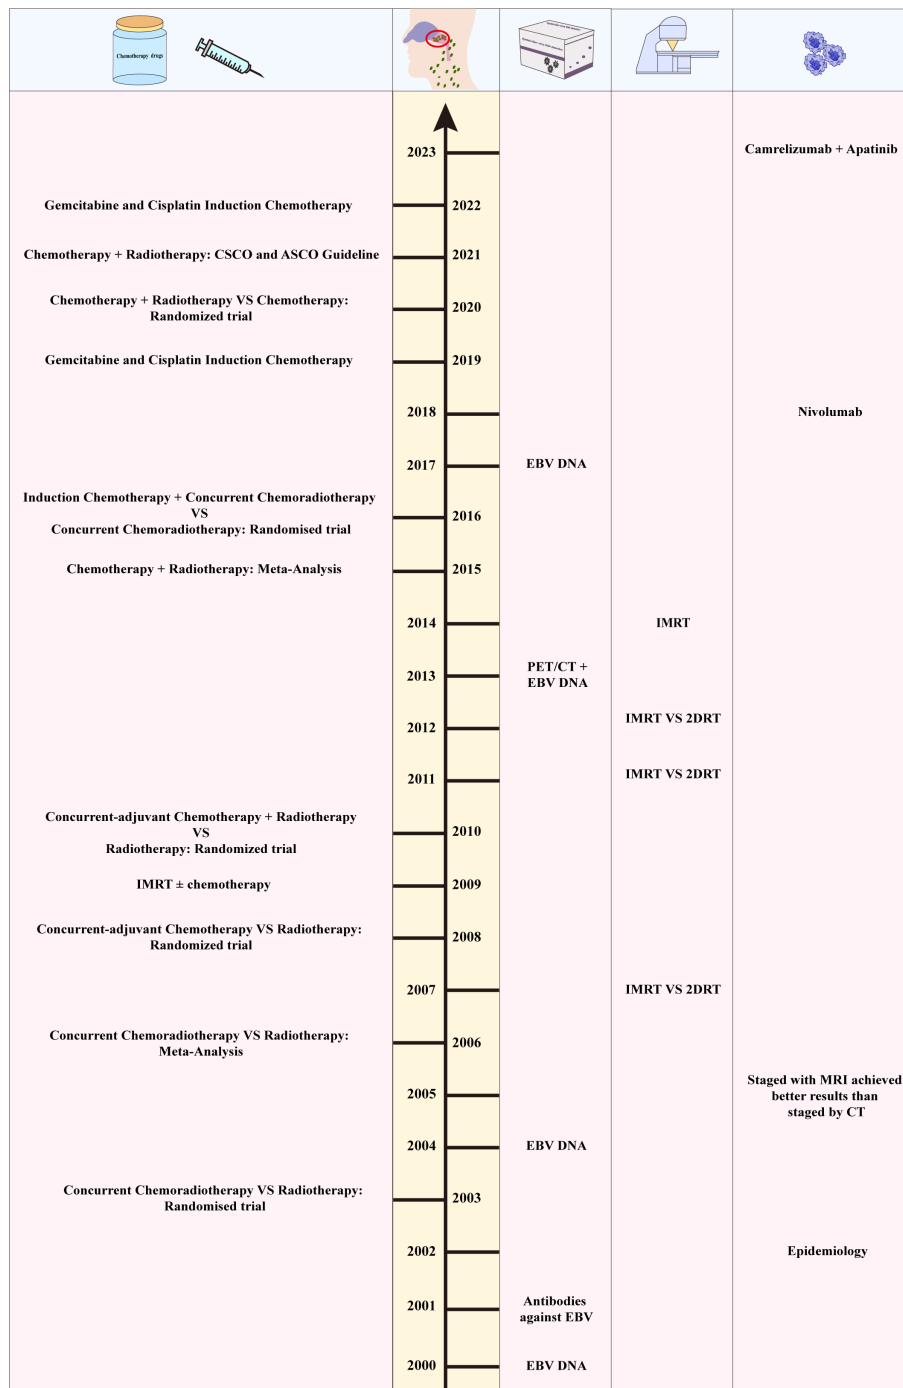 Chemotherapy drugs
2023
Camrelizumab + Apatinib
Gemcitabine and Cisplatin Induction Chemotherapy
2022
Chemotherapy + Radiotherapy: CSCO and ASCO Guideline
2021
Chemotherapy + Radiotherapy VS Chemotherapy:
Randomized trial
2020
Gemcitabine and Cisplatin Induction Chemotherapy
2019
2018
Nivolumab
2017
EBV DNA
Induction Chemotherapy + Concurrent Chemoradiotherapy
VS
Concurrent Chemoradiotherapy: Randomised trial
2016
Chemotherapy + Radiotherapy: Meta-Analysis
2015
2014
IMRT
2013
PET/CT +
EBV DNA
2012
IMRT VS 2DRT
2011
IMRT VS 2DRT
Concurrent-adjuvant Chemotherapy + Radiotherapy
VS
Radiotherapy: Randomized trial
2010
IMRT ± chemotherapy
2009
Concurrent-adjuvant Chemotherapy VS Radiotherapy:
Randomized trial
2008
2007
IMRT VS 2DRT
Concurrent Chemoradiotherapy VS Radiotherapy:
Meta-Analysis
2006
2005
Staged with MRI achieved
better results than
staged by CT
2004
EBV DNA
Concurrent Chemoradiotherapy VS Radiotherapy:
Randomised trial
2003
2002
Epidemiology
2001
Antibodies
against EBV
2000
EBV DNA